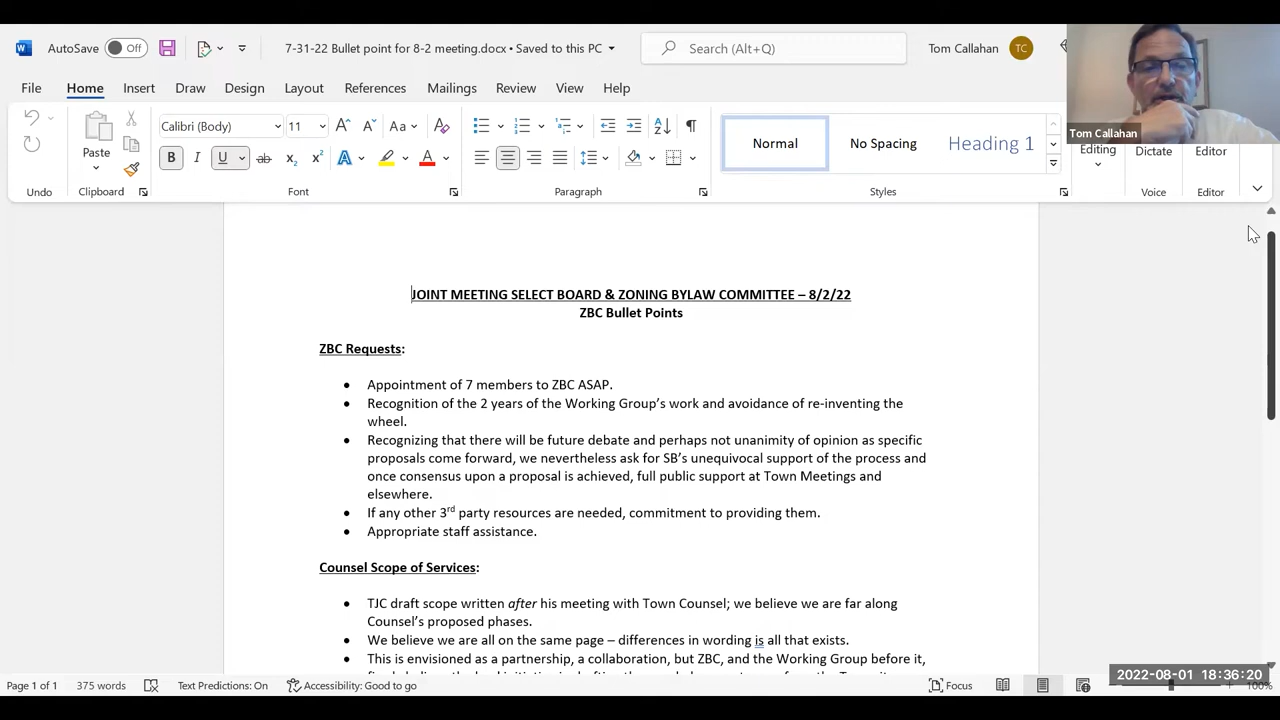 AutoSave Off 7-31-22 Bullet point for 8-2 meeting.docx • Saved to this PC Search (Alt+Q) Tom Callahan TC
File Home Insert Draw Design Layout References Mailings Review View Help
Tom Callahan
Calibri (Body) 11 Aa
Paste
B I U ab x₂ x² A A
Normal No Spacing Heading 1
Editing Dictate Editor
Undo Clipboard Font Paragraph Styles Voice Editor
JOINT MEETING SELECT BOARD & ZONING BYLAW COMMITTEE – 8/2/22
ZBC Bullet Points
ZBC Requests:
• Appointment of 7 members to ZBC ASAP.
• Recognition of the 2 years of the Working Group's work and avoidance of re-inventing the
wheel.
• Recognizing that there will be future debate and perhaps not unanimity of opinion as specific
proposals come forward, we nevertheless ask for SB's unequivocal support of the process and
once consensus upon a proposal is achieved, full public support at Town Meetings and
elsewhere.
• If any other 3rd party resources are needed, commitment to providing them.
• Appropriate staff assistance.
Counsel Scope of Services:
• TJC draft scope written after his meeting with Town Counsel; we believe we are far along
Counsel's proposed phases.
• We believe we are all on the same page – differences in wording is all that exists.
• This is envisioned as a partnership, a collaboration, but ZBC, and the Working Group before it,
Page 1 of 1 375 words Text Predictions: On Accessibility: Good to go Focus 100%
2022-08-01 18:36:20